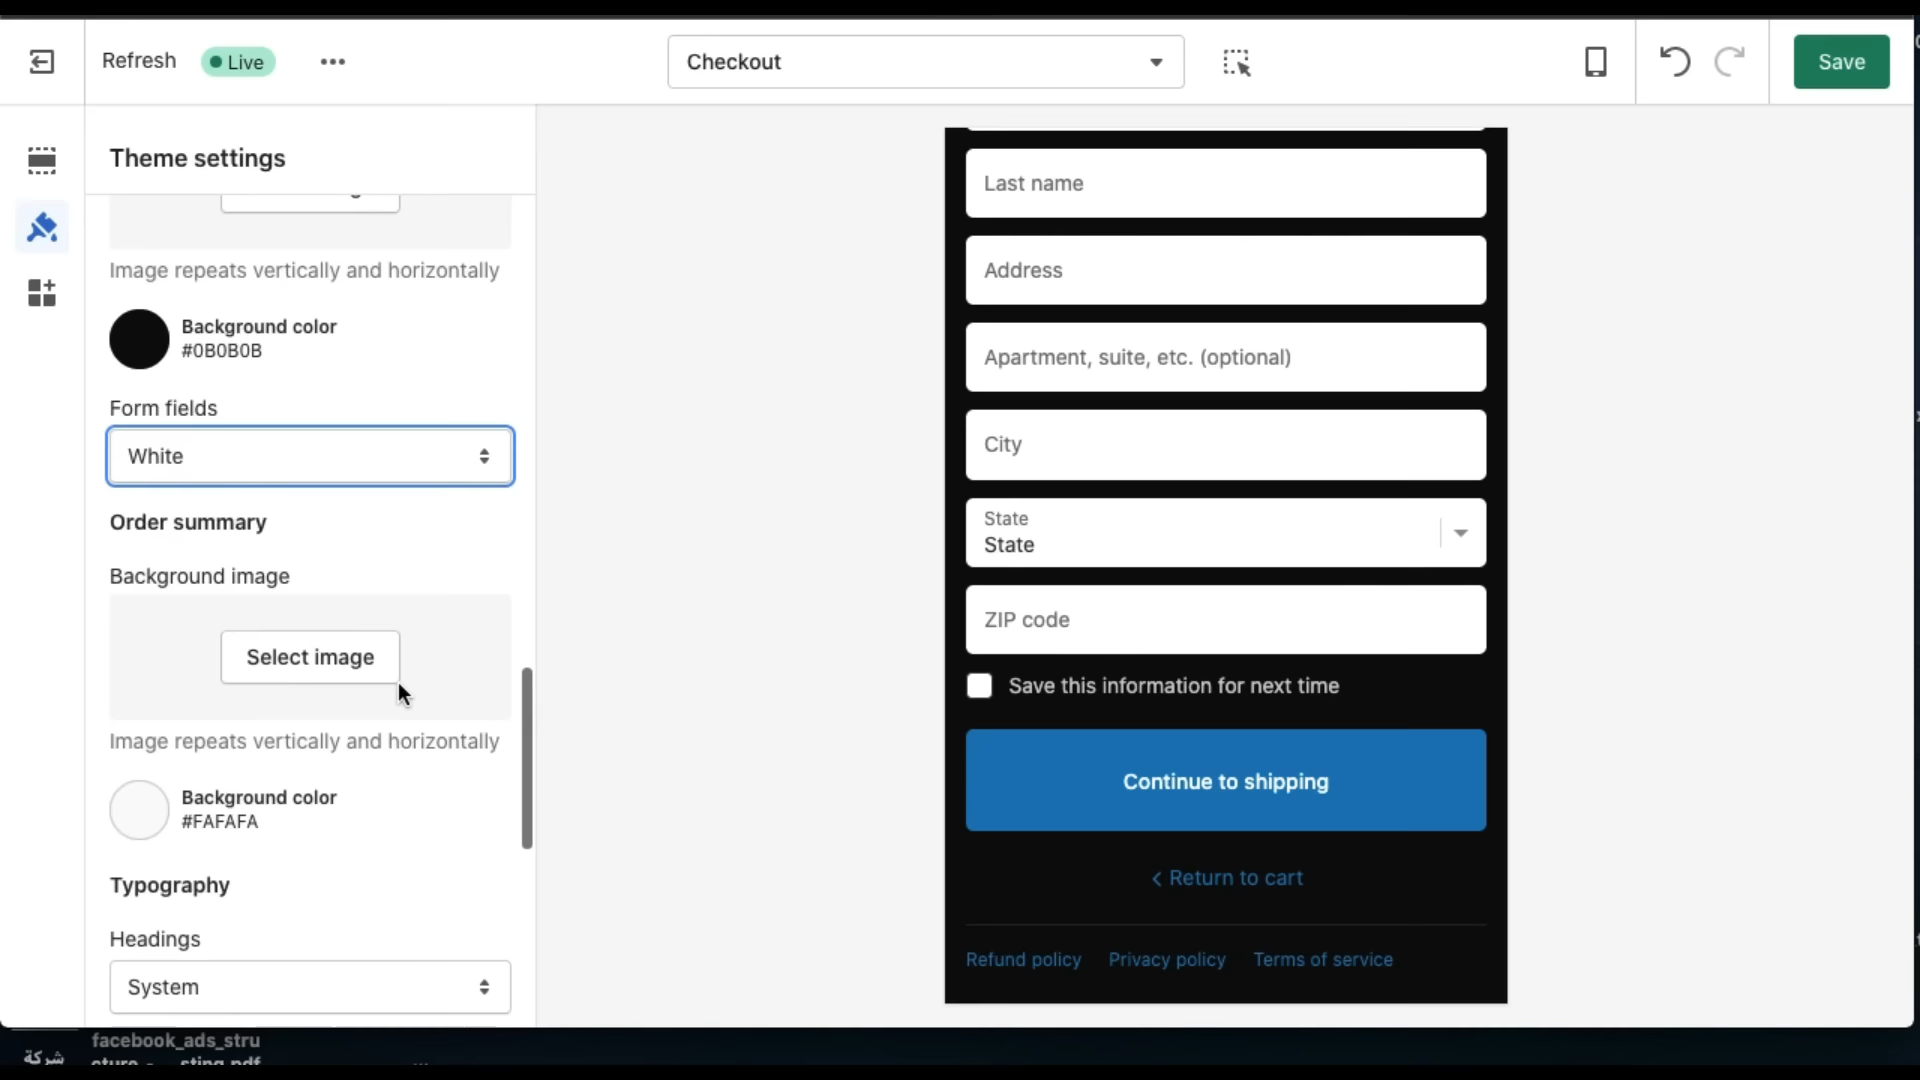 Refresh
Live
Checkout
Save
Theme settings
Image repeats vertically and horizontally
Background color
#0B0B0B
Form fields
White
Order summary
Background image
Select image
Image repeats vertically and horizontally
Background color
#FAFAFA
Typography
Headings
System
Last name
Address
Apartment, suite, etc. (optional)
City
State
State
ZIP code
Save this information for next time
Continue to shipping
< Return to cart
Refund policy Privacy policy Terms of service
facebook_ads_stru
شركة